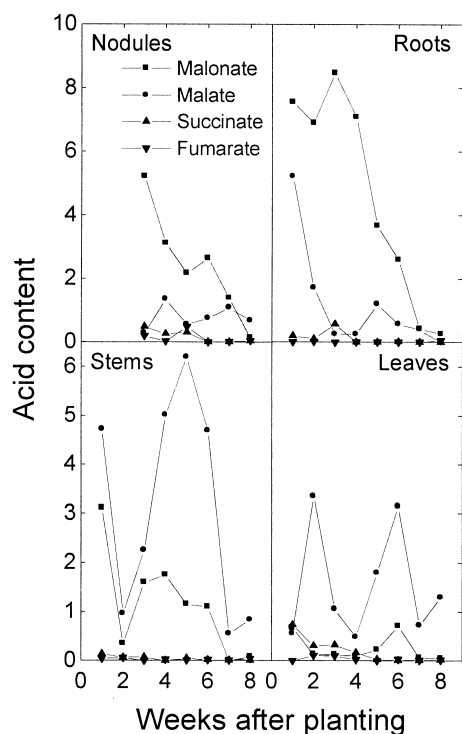 10
Nodules
Roots
Malonate
Malate
Succinate
Fumarate
8
6
4
2
0
Acid content
Stems
Leaves
6
5
4
3
2
1
0
0 2 4 6 8 0 2 4 6 8
Weeks after planting